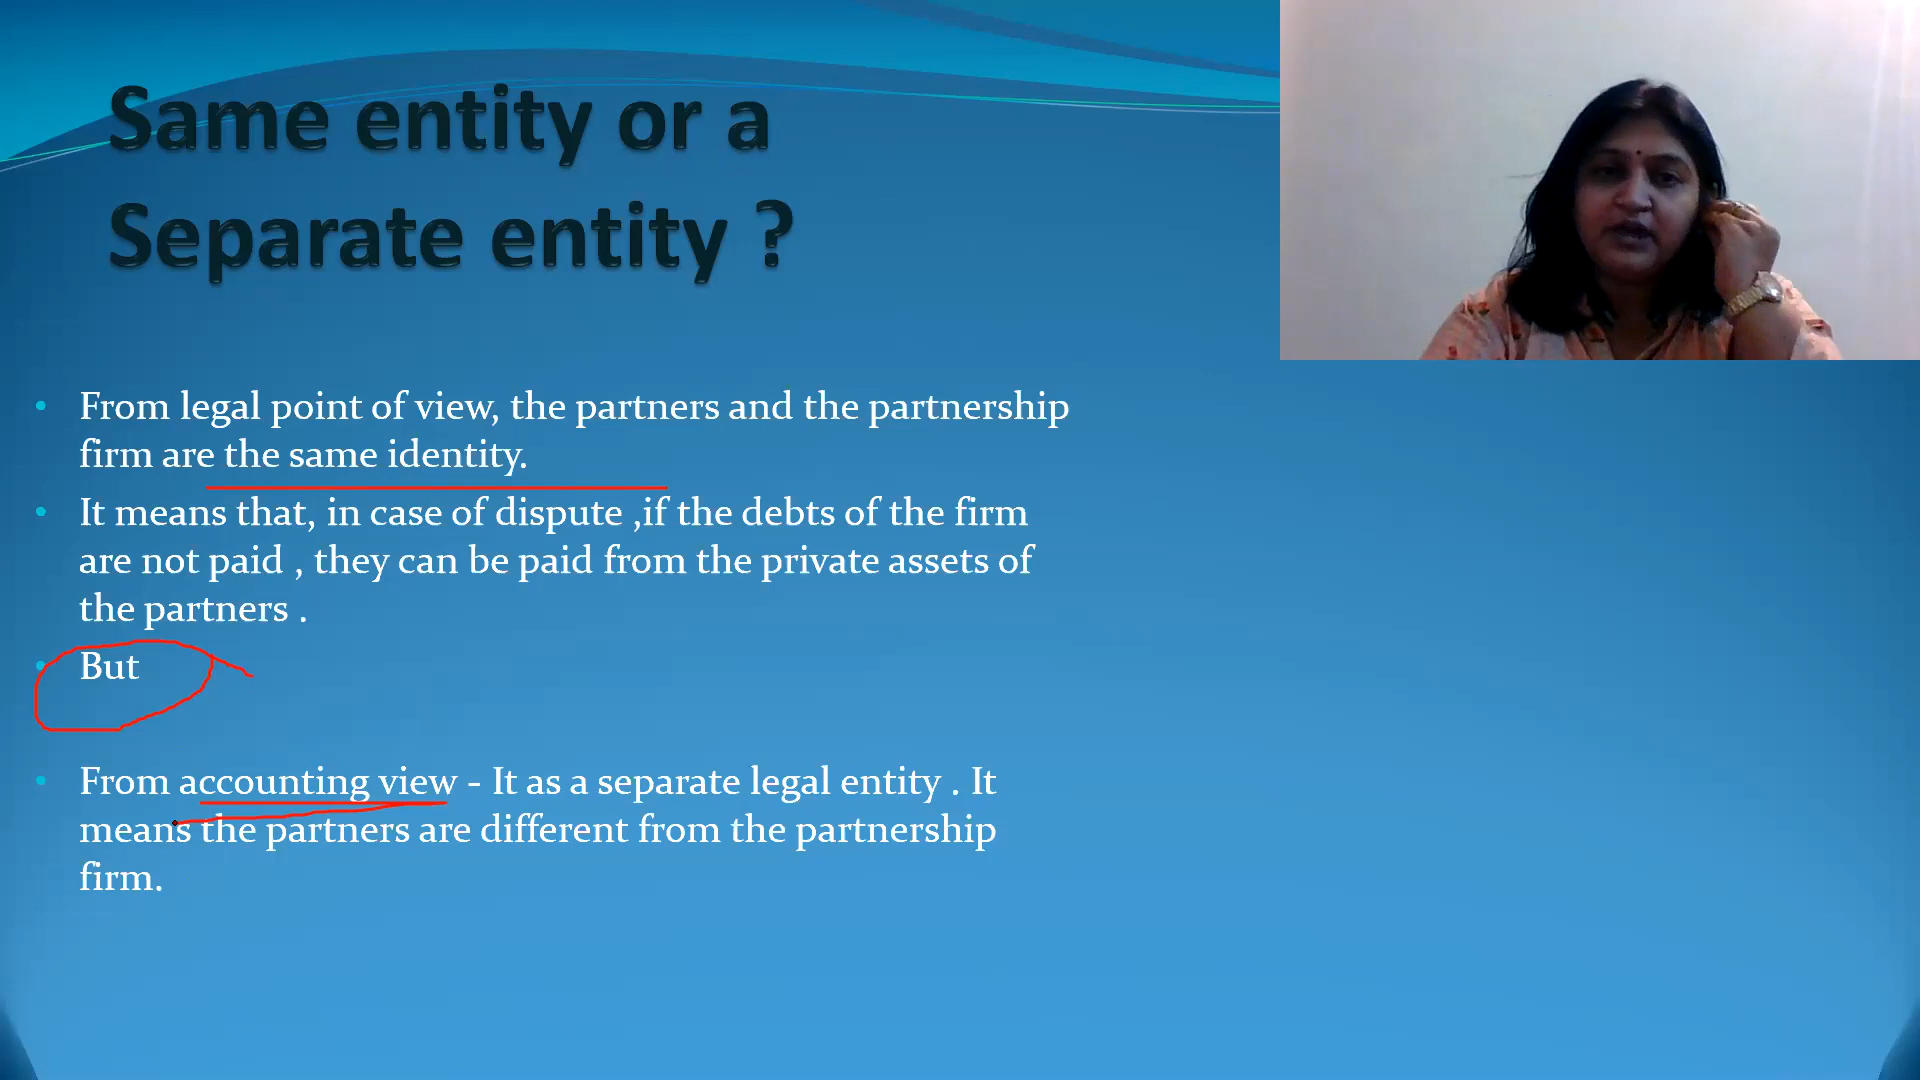 Same entity or a
Separate entity ?
• From legal point of view, the partners and the partnership
firm are the same identity.
• It means that, in case of dispute ,if the debts of the firm
are not paid , they can be paid from the private assets of
the partners .
• But
• From accounting view - It as a separate legal entity . It
means the partners are different from the partnership
firm.